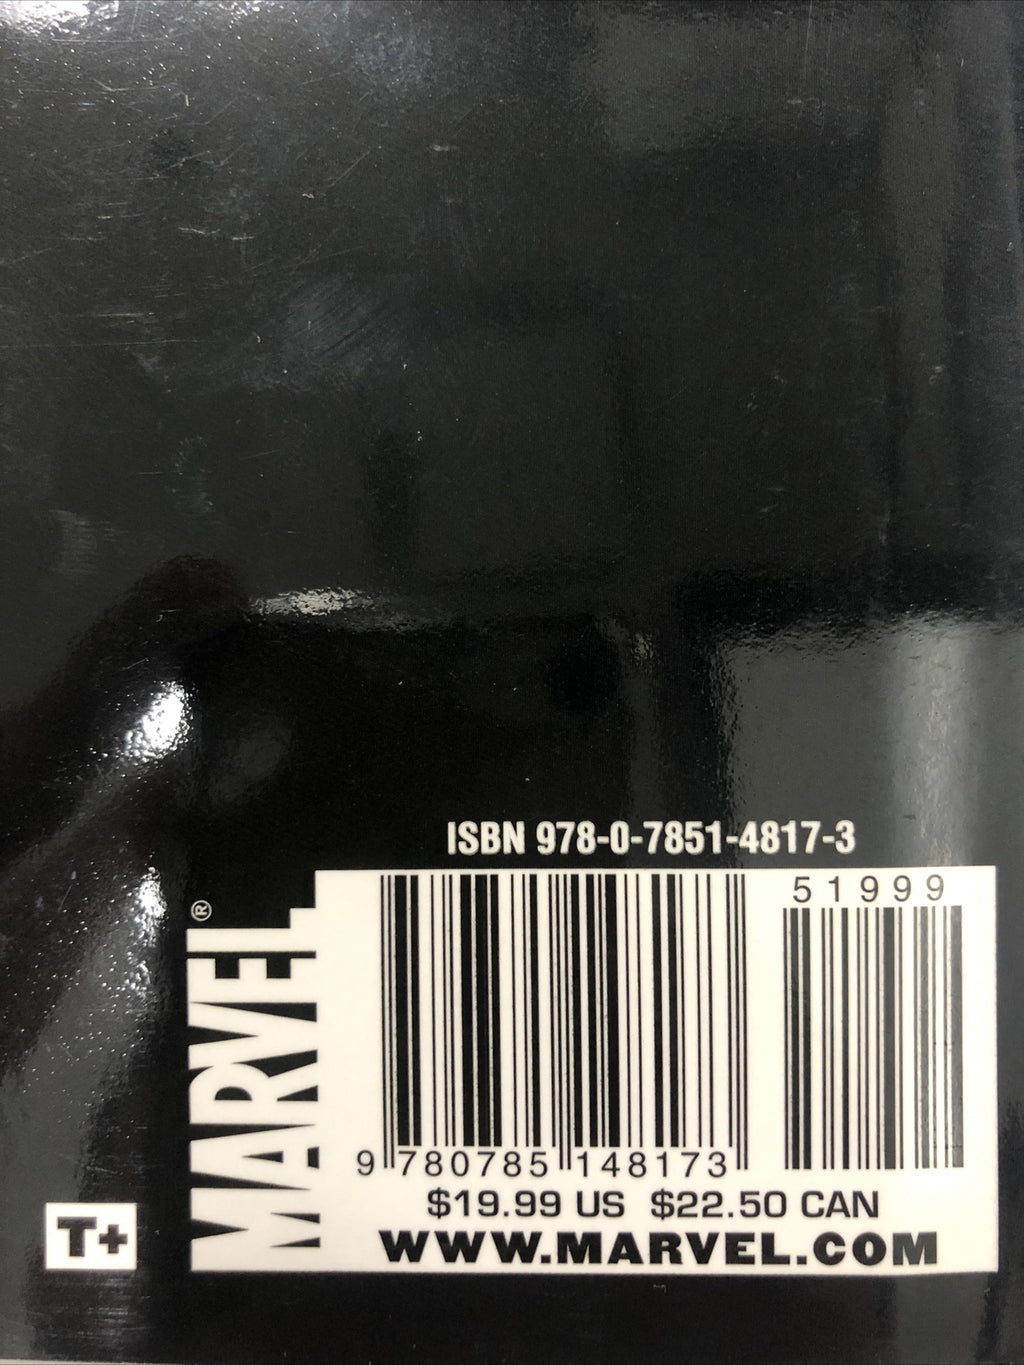 ISBN 978-0-7851-4817-3
51999
MARVEL®
9 780785 148173
$19.99 US $22.50 CAN
T+
WWW.MARVEL.COM